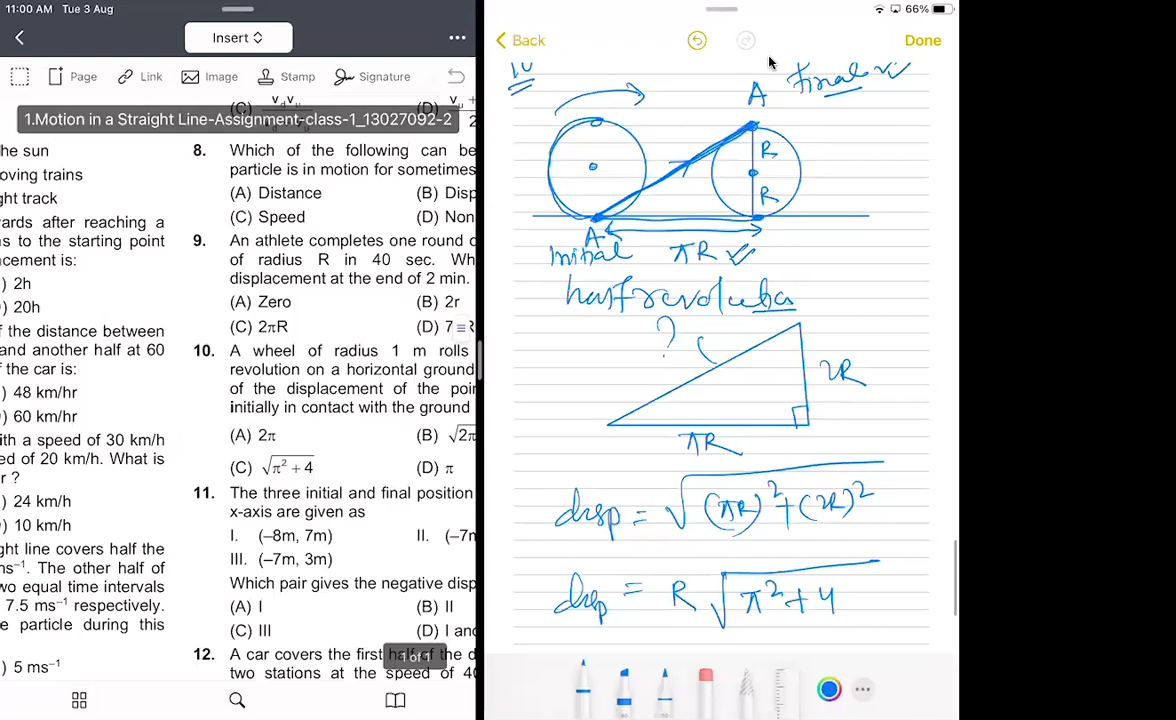 11:00 AM Tue 3 Aug
66%
Insert
Back
Done
Page
Link
Image
Stamp
Signature
1.Motion in a Straight Line-Assignment-class-1_13027092-2
he sun
oving trains
ght track
wards after reaching a
s to the starting point
cement is:
) 2h
) 20h
f the distance between
and another half at 60
f the car is:
) 48 km/hr
) 60 km/hr
ith a speed of 30 km/h
ed of 20 km/h. What is
r ?
) 24 km/h
) 10 km/h
ght line covers half the
ns⁻¹. The other half of
wo equal time intervals
7.5 ms⁻¹ respectively.
e particle during this
) 5 ms⁻¹
8. Which of the following can be
particle is in motion for sometimes
(A) Distance (B) Disp
(C) Speed (D) Non
9. An athlete completes one round o
of radius R in 40 sec. Wh
displacement at the end of 2 min.
(A) Zero (B) 2r
(C) 2πR (D) 7
10. A wheel of radius 1 m rolls
revolution on a horizontal ground
of the displacement of the poin
initially in contact with the ground
(A) 2π (B) √2π
(C) √π² + 4 (D) π
11. The three initial and final position
x-axis are given as
I. (–8m, 7m) II. (–7n
III. (–7m, 3m)
Which pair gives the negative disp
(A) I (B) II
(C) III (D) I and
12. A car covers the first half of the d
two stations at the speed of 40
1 of 1
10
A final ✓
R
R
A
Initial πR ✓
half revolution
?
2R
πR
disp = √(πR)² + (2R)²
disp = R √π² + 4